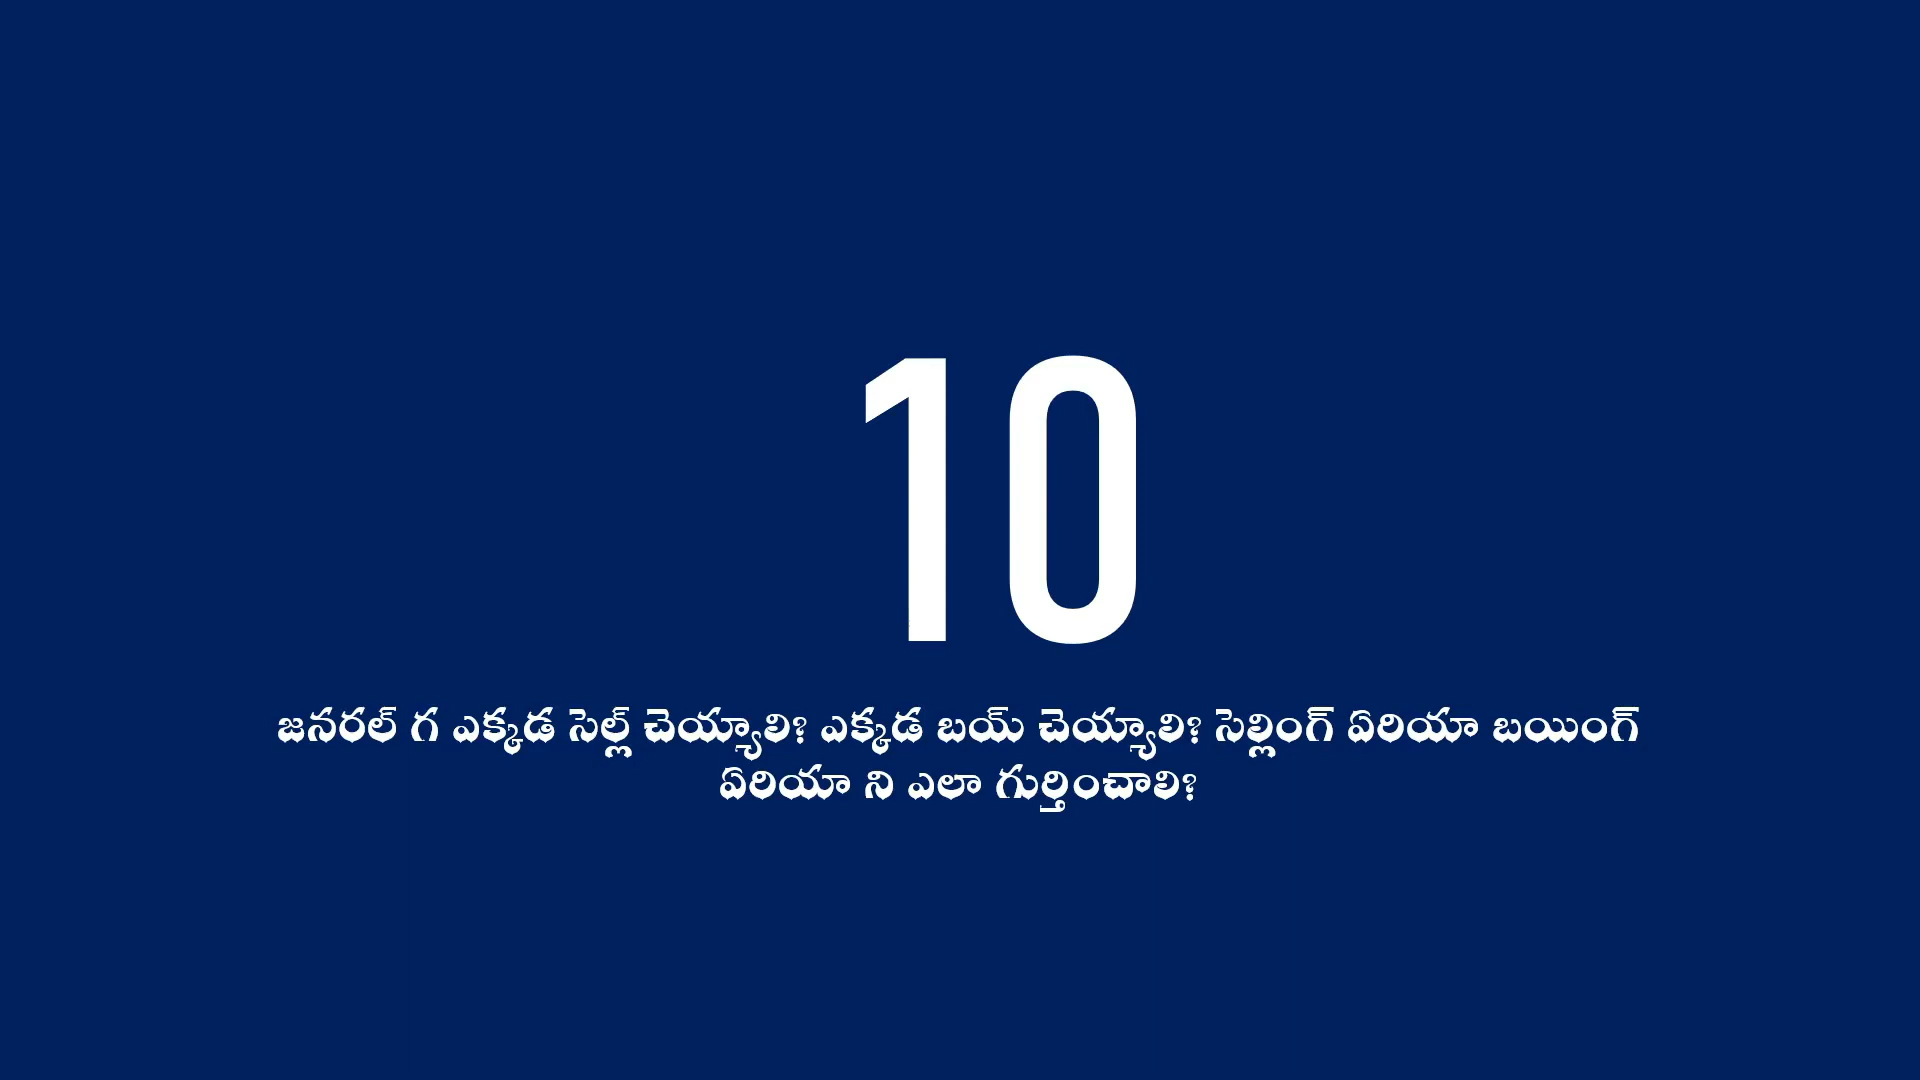 10
జనరల్ గ ఎక్కడ సెల్ల్ చెయ్యాలి? ఎక్కడ బయ్ చెయ్యాలి? సెల్లింగ్ ఏరియా బయింగ్
ఏరియా ని ఎలా గుర్తించాలి?